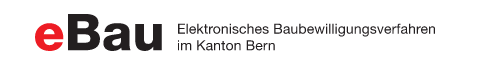 eBau
Elektronisches Baubewilligungsverfahren
im Kanton Bern